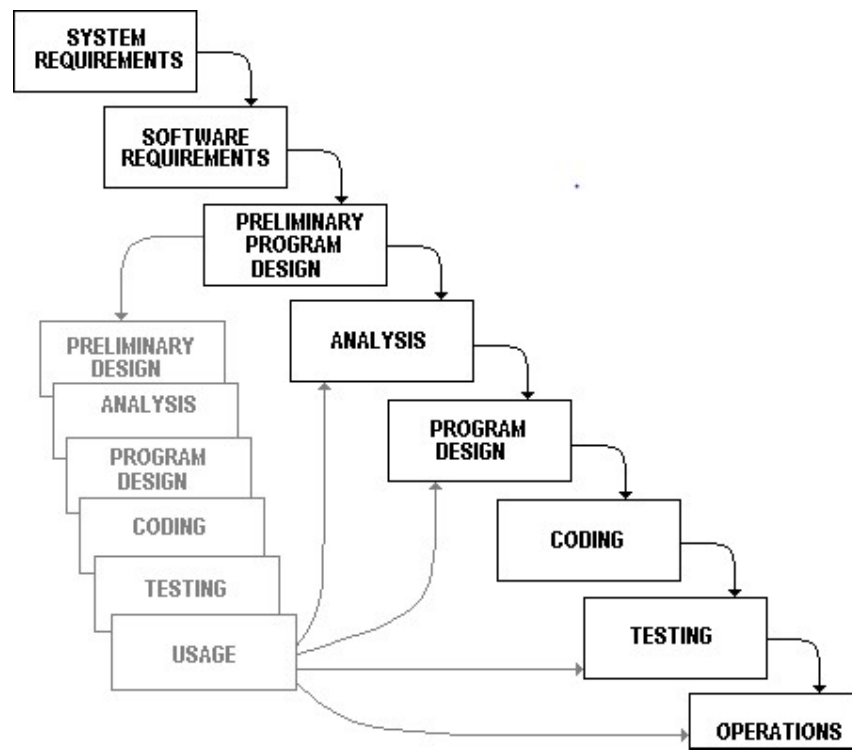 SYSTEM
REQUIREMENTS
SOFTWARE
REQUIREMENTS
PRELIMINARY
PROGRAM
DESIGN
ANALYSIS
PROGRAM
DESIGN
CODING
TESTING
OPERATIONS
PRELIMINARY
DESIGN
ANALYSIS
PROGRAM
DESIGN
CODING
TESTING
USAGE